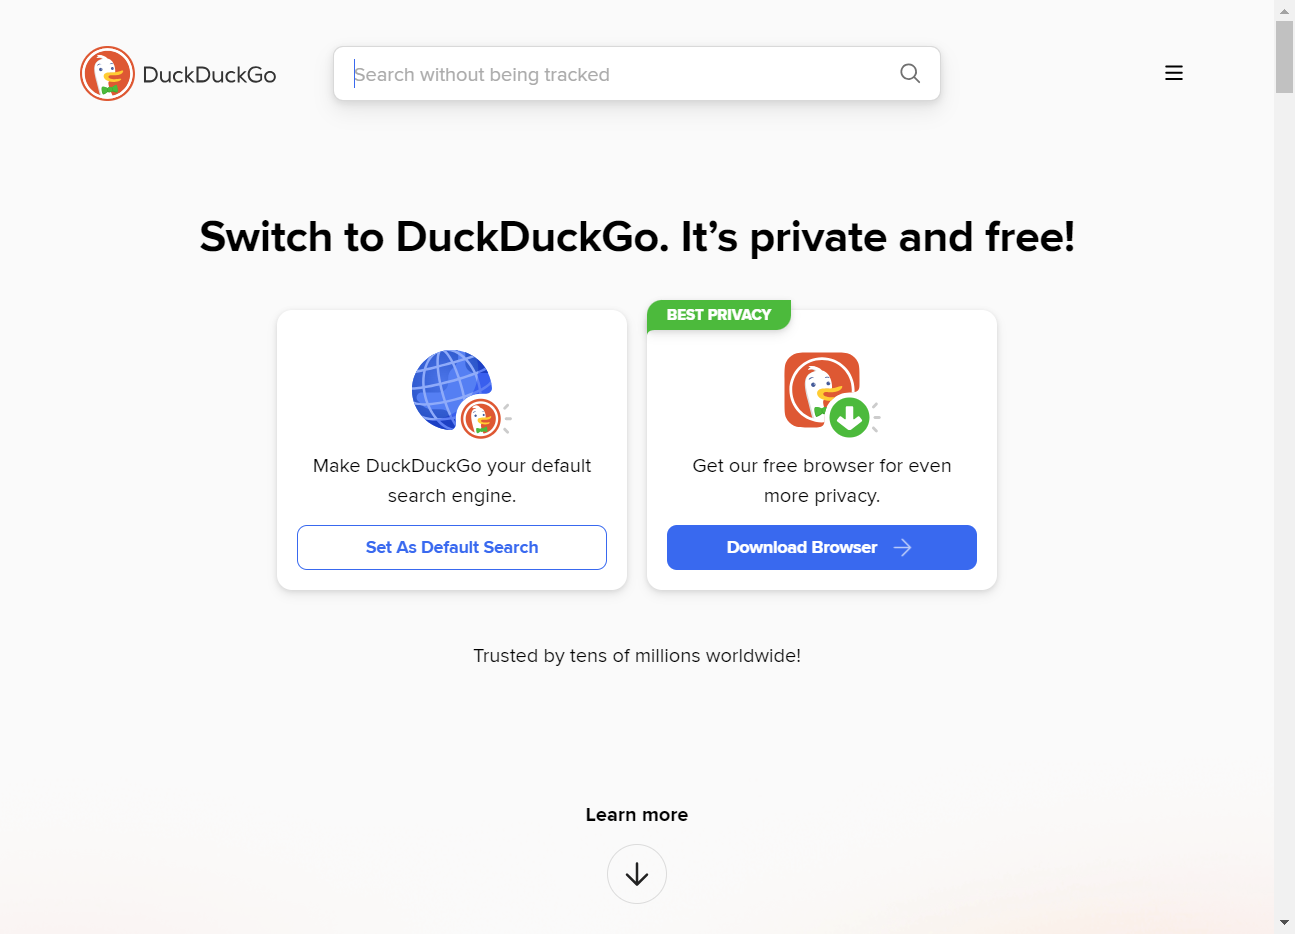 DuckDuckGo
Search without being tracked
Switch to DuckDuckGo. It’s private and free!
Make DuckDuckGo your default
search engine.
Set As Default Search
BEST PRIVACY
Get our free browser for even
more privacy.
Download Browser
Trusted by tens of millions worldwide!
Learn more